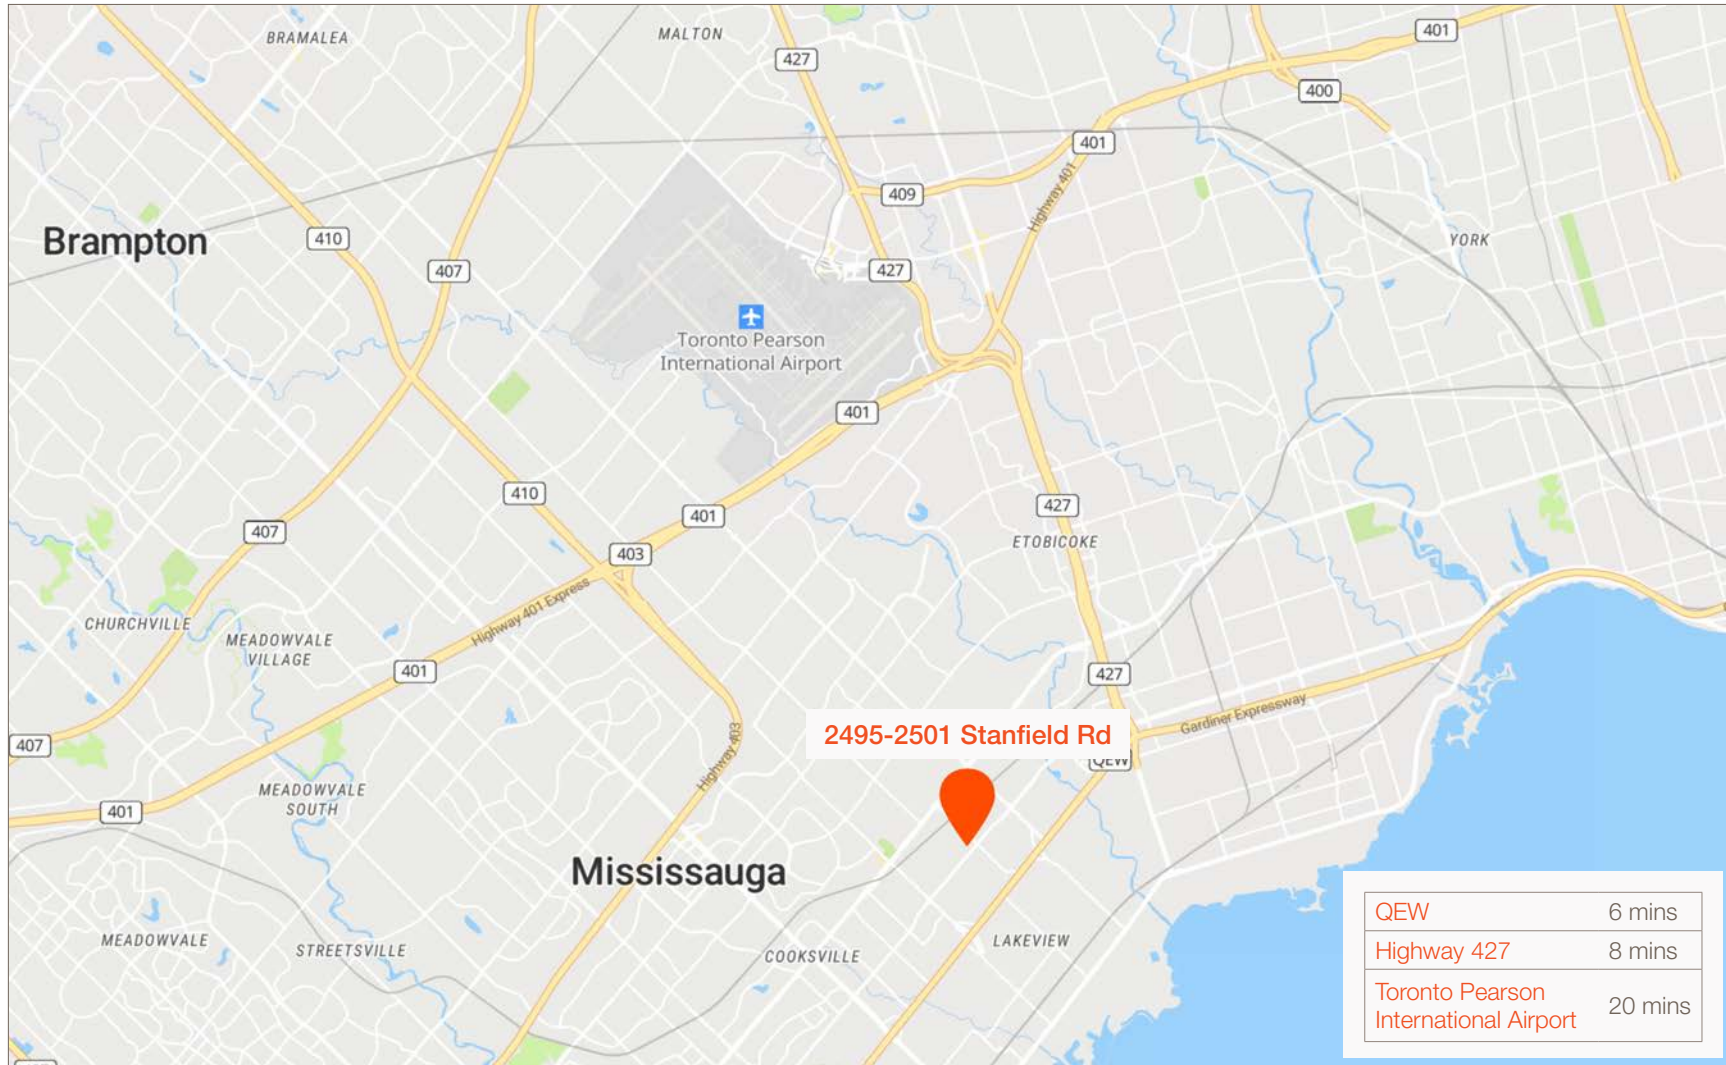 BRAMALEA
MALTON
401
427
400
401
409
Highway 401
Brampton
410
407
427
YORK
Toronto Pearson
International Airport
401
410
401
427
407
403
ETOBICOKE
Highway 401 Express
CHURCHVILLE
MEADOWVALE
VILLAGE
401
427
407
Highway 403
Gardiner Expressway
2495-2501 Stanfield Rd
QEW
MEADOWVALE
SOUTH
401
Mississauga
MEADOWVALE
STREETSVILLE
COOKSVILLE
LAKEVIEW
QEW 6 mins
Highway 427 8 mins
Toronto Pearson
International Airport 20 mins